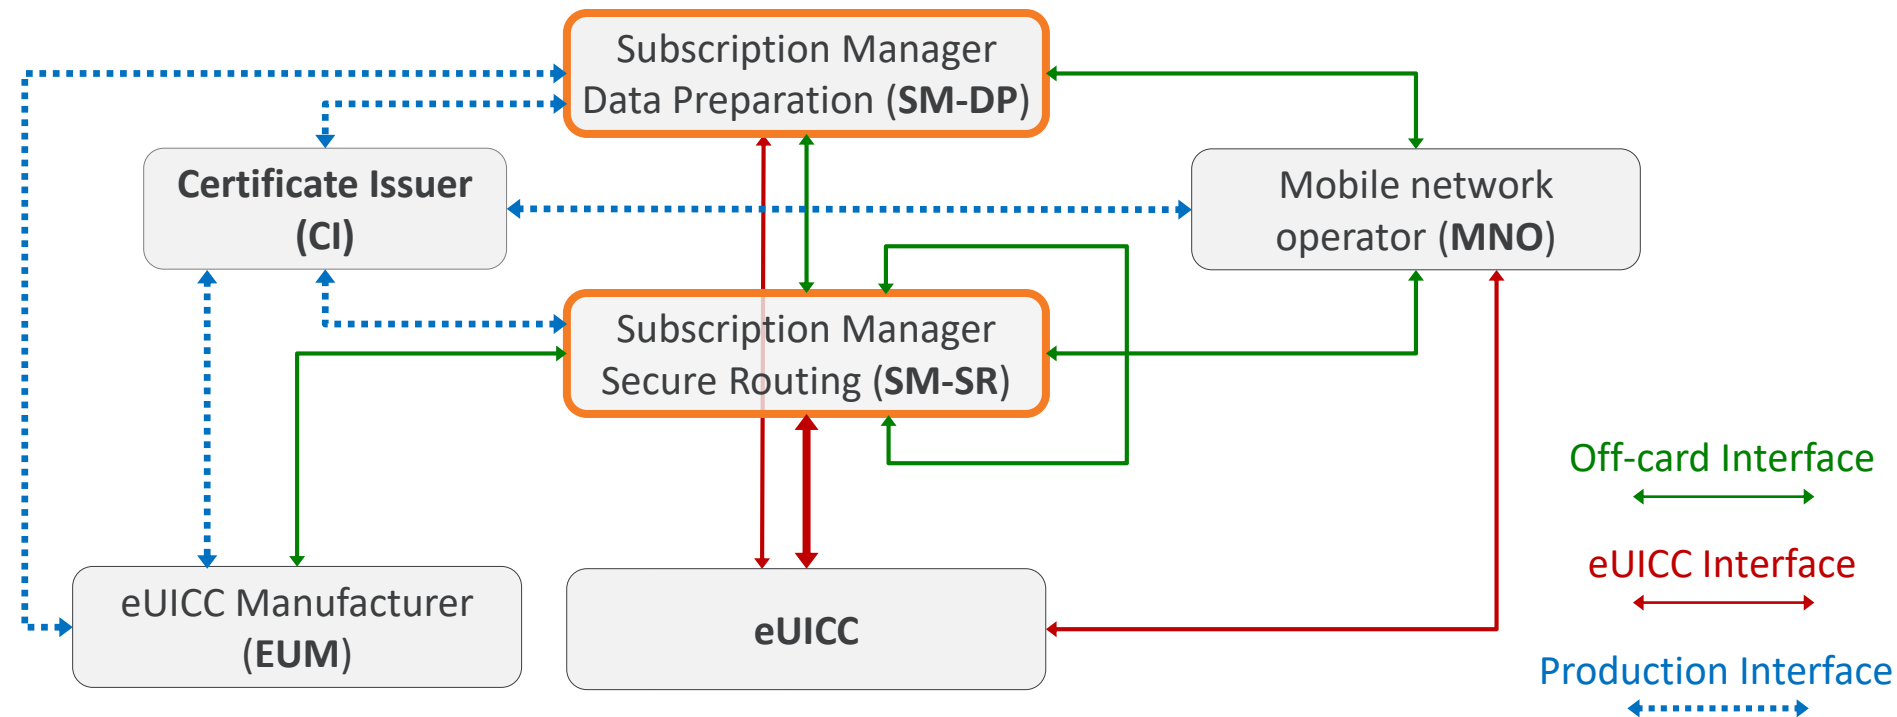 Subscription Manager
Data Preparation (SM-DP)
Certificate Issuer
(CI)
Mobile network
operator (MNO)
Subscription Manager
Secure Routing (SM-SR)
Off-card Interface
eUICC Interface
eUICC Manufacturer
(EUM)
eUICC
Production Interface